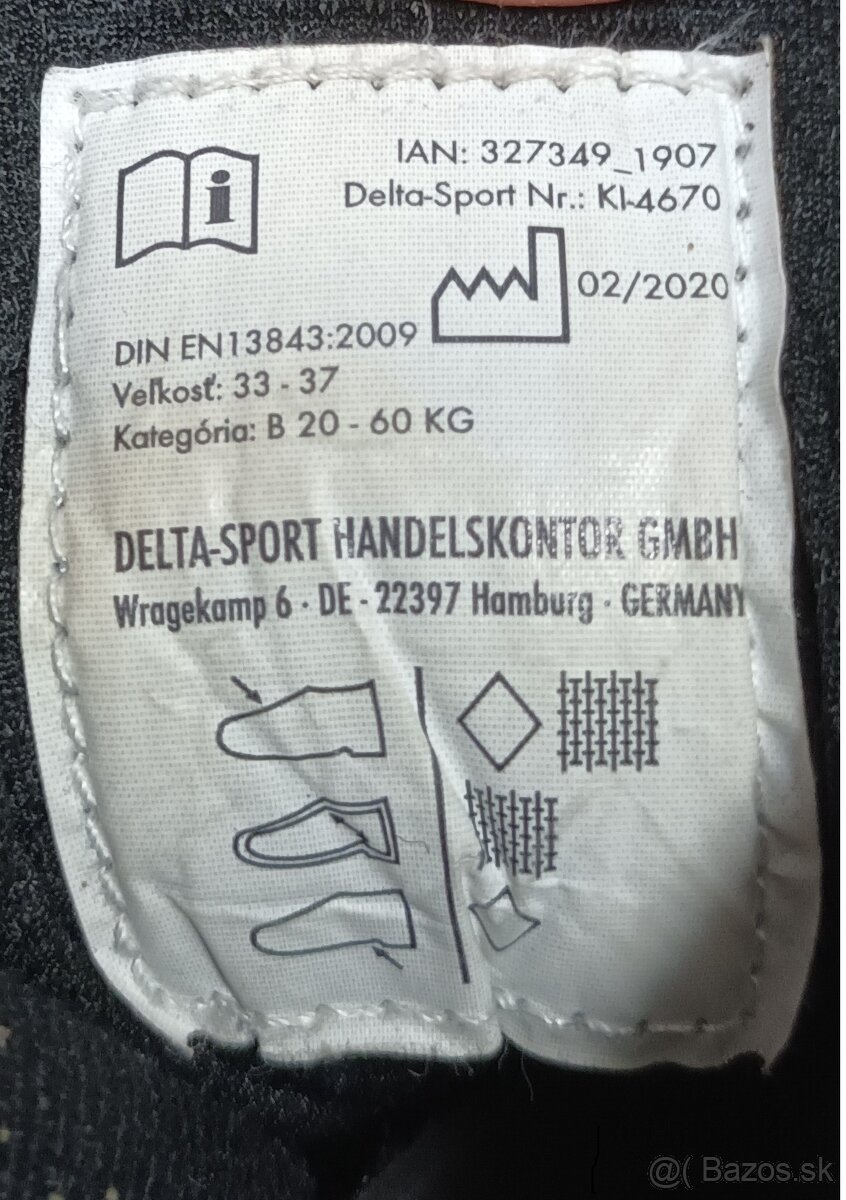 IAN: 327349_1907
Delta-Sport Nr.: KI-4670
02/2020
DIN EN13843:2009
Veľkosť: 33 - 37
Kategória: B 20 - 60 KG
DELTA-SPORT HANDELSKONTOR GMBH
Wragekamp 6 · DE - 22397 Hamburg · GERMANY
@( Bazos.sk